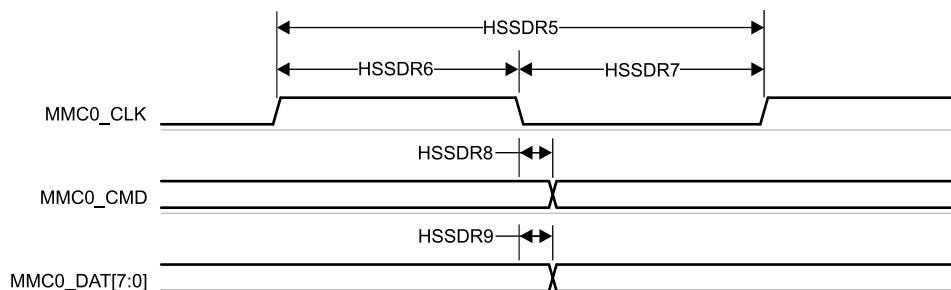 HSSDR5
HSSDR6 HSSDR7
MMC0_CLK
HSSDR8
MMC0_CMD
HSSDR9
MMC0_DAT[7:0]